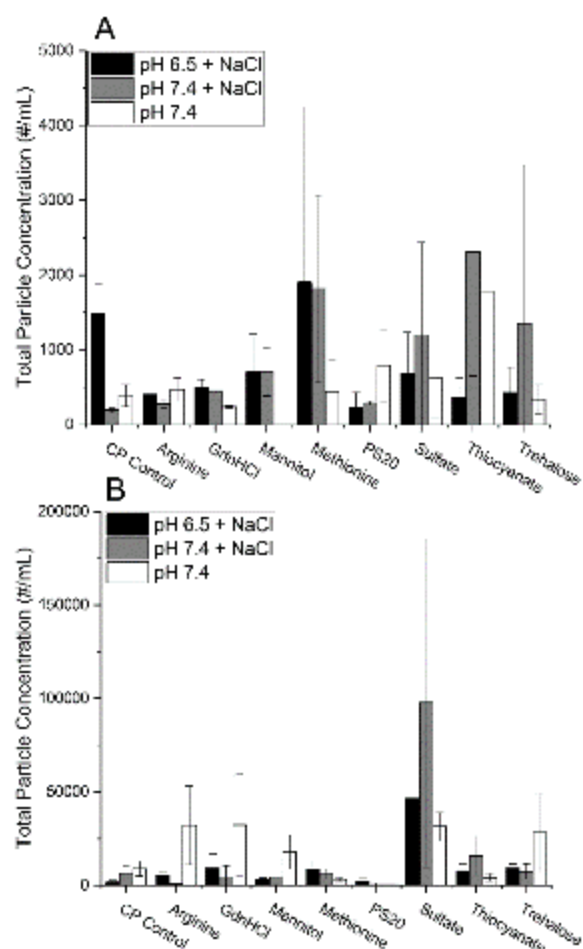 A
5000
4000
3000
2000
1000
0
Total Particle Concentration (#/mL)
pH 6.5 + NaCl
pH 7.4 + NaCl
pH 7.4
CP Control
Arginine
GdnHCl
Mannitol
Methionine
PS20
Sulfate
Thiocyanate
Trehalose
B
200000
150000
100000
50000
0
Total Particle Concentration (#/mL)
pH 6.5 + NaCl
pH 7.4 + NaCl
pH 7.4
CP Control
Arginine
GdnHCl
Mannitol
Methionine
PS20
Sulfate
Thiocyanate
Trehalose